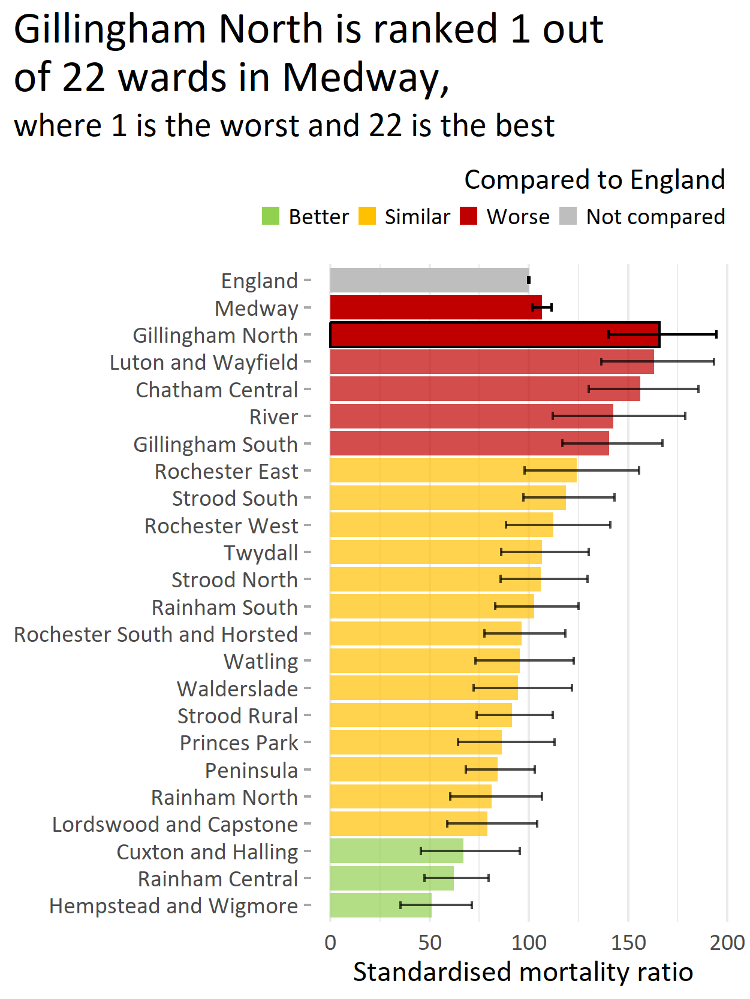 Gillingham North is ranked 1 out
of 22 wards in Medway,
where 1 is the worst and 22 is the best
Compared to England
Better Similar Worse Not compared
England
Medway
Gillingham North
Luton and Wayfield
Chatham Central
River
Gillingham South
Rochester East
Strood South
Rochester West
Twydall
Strood North
Rainham South
Rochester South and Horsted
Watling
Walderslade
Strood Rural
Princes Park
Peninsula
Rainham North
Lordswood and Capstone
Cuxton and Halling
Rainham Central
Hempstead and Wigmore
0 50 100 150 200
Standardised mortality ratio